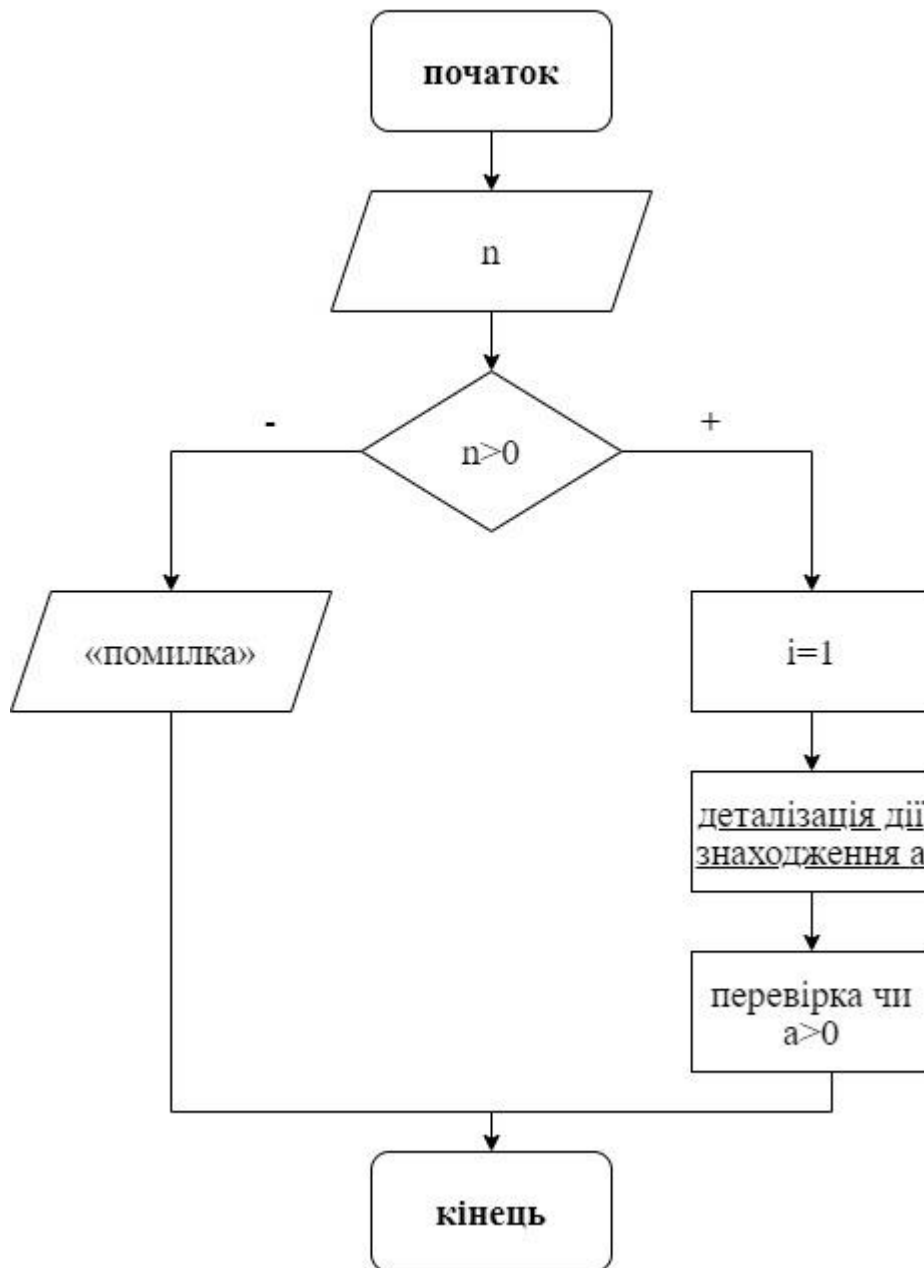 початок
n
-
+
n>0
«помилка»
i=1
деталізація дії
знаходження a
перевірка чи
a>0
кінець